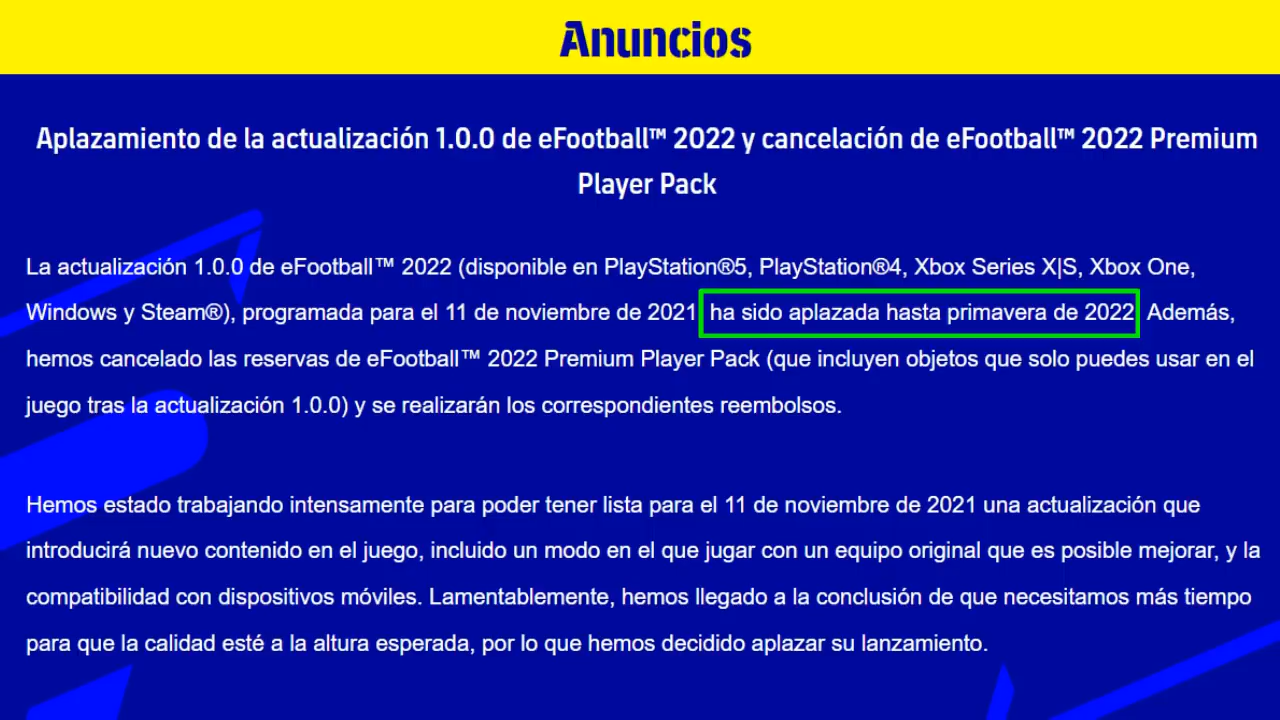 Anuncios
Aplazamiento de la actualización 1.0.0 de eFootball™ 2022 y cancelación de eFootball™ 2022 Premium
Player Pack
La actualización 1.0.0 de eFootball™ 2022 (disponible en PlayStation®5, PlayStation®4, Xbox Series X|S, Xbox One,
Windows y Steam®), programada para el 11 de noviembre de 2021 ha sido aplazada hasta primavera de 2022 Además,
hemos cancelado las reservas de eFootball™ 2022 Premium Player Pack (que incluyen objetos que solo puedes usar en el
juego tras la actualización 1.0.0) y se realizarán los correspondientes reembolsos.
Hemos estado trabajando intensamente para poder tener lista para el 11 de noviembre de 2021 una actualización que
introducirá nuevo contenido en el juego, incluido un modo en el que jugar con un equipo original que es posible mejorar, y la
compatibilidad con dispositivos móviles. Lamentablemente, hemos llegado a la conclusión de que necesitamos más tiempo
para que la calidad esté a la altura esperada, por lo que hemos decidido aplazar su lanzamiento.